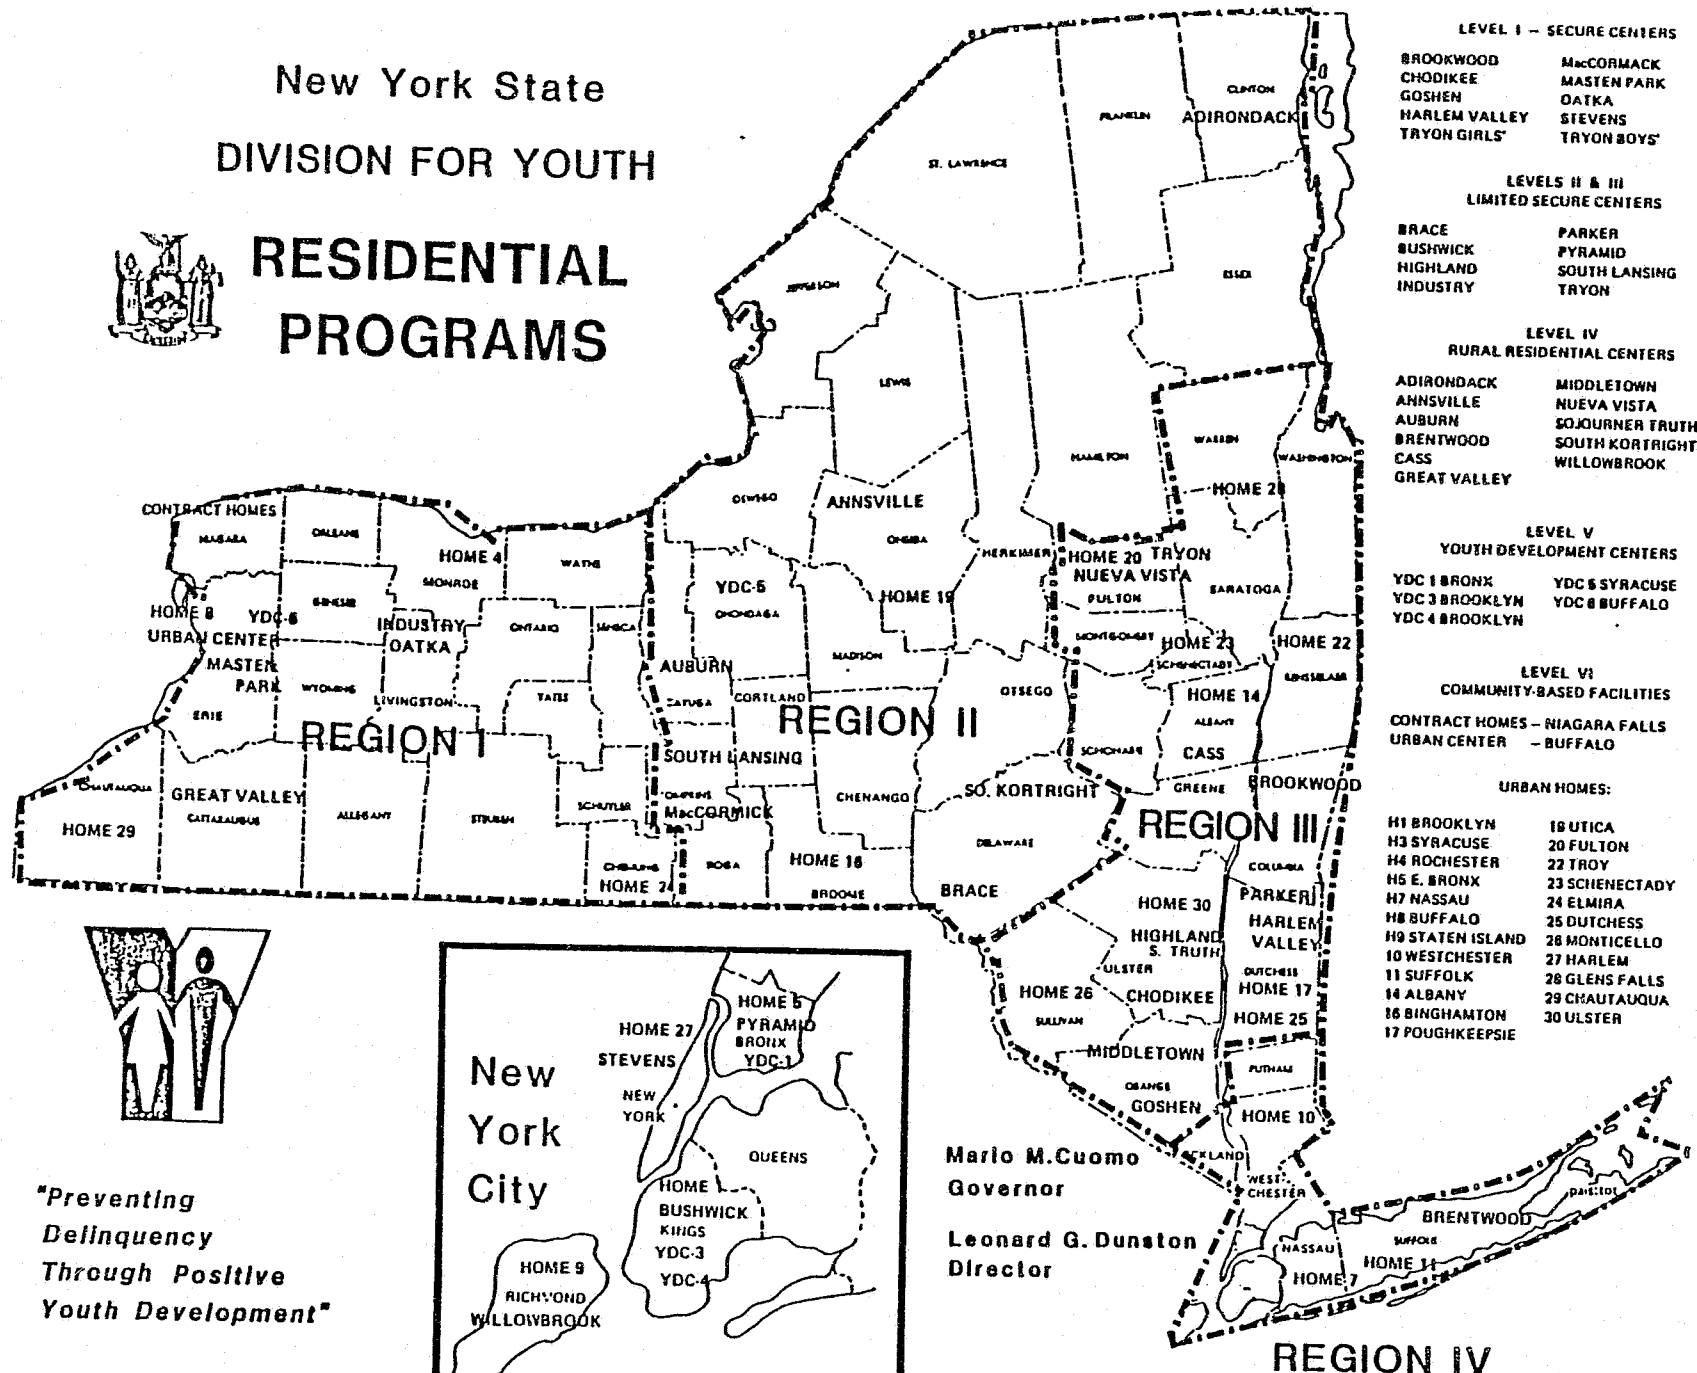 New York State
DIVISION FOR YOUTH
RESIDENTIAL
PROGRAMS
LEVEL I – SECURE CENTERS
BROOKWOOD MacCORMACK
CHODIKEE MASTEN PARK
GOSHEN OATKA
HARLEM VALLEY STEVENS
TRYON GIRLS' TRYON BOYS'
LEVELS II & III
LIMITED SECURE CENTERS
BRACE PARKER
BUSHWICK PYRAMID
HIGHLAND SOUTH LANSING
INDUSTRY TRYON
LEVEL IV
RURAL RESIDENTIAL CENTERS
ADIRONDACK MIDDLETOWN
ANNSVILLE NUEVA VISTA
AUBURN SOJOURNER TRUTH
BRENTWOOD SOUTH KORTRIGHT
CASS WILLOWBROOK
GREAT VALLEY
LEVEL V
YOUTH DEVELOPMENT CENTERS
YDC 1 BRONX YDC 5 SYRACUSE
YDC 3 BROOKLYN YDC 6 BUFFALO
YDC 4 BROOKLYN
LEVEL VI
COMMUNITY-BASED FACILITIES
CONTRACT HOMES – NIAGARA FALLS
URBAN CENTER – BUFFALO
URBAN HOMES:
H1 BROOKLYN 19 UTICA
H3 SYRACUSE 20 FULTON
H4 ROCHESTER 22 TROY
H5 E. BRONX 23 SCHENECTADY
H7 NASSAU 24 ELMIRA
H8 BUFFALO 25 DUTCHESS
H9 STATEN ISLAND 26 MONTICELLO
10 WESTCHESTER 27 HARLEM
11 SUFFOLK 28 GLENS FALLS
14 ALBANY 29 CHAUTAUQUA
16 BINGHAMTON 30 ULSTER
17 POUGHKEEPSIE
CLINTON
FRANKLIN
ADIRONDACK
ST. LAWRENCE
ESSEX
JEFFERSON
LEWIS
HAMILTON
WARREN
WASHINGTON
HOME 28
OSWEGO
ANNSVILLE
ONEIDA
HERKIMER
HOME 20
TRYON
NUEVA VISTA
FULTON
SARATOGA
CONTRACT HOMES
NIAGARA
ORLEANS
HOME 4
MONROE
WAYNE
HOME 8
YDC-6
URBAN CENTER
MASTEN
PARK
ERIE
GENESEE
INDUSTRY
OATKA
ONTARIO
SENECA
WYOMING
LIVINGSTON
YATES
REGION I
YDC-5
ONONDAGA
HOME 19
MADISON
AUBURN
CAYUGA
CORTLAND
REGION II
OTSEGO
MONTGOMERY
HOME 23
SCHENECTADY
HOME 22
RENSSELAER
HOME 14
ALBANY
CASS
SCHOHARIE
GREENE
BROOKWOOD
REGION III
SOUTH LANSING
TOMPKINS
MacCORMICK
CHENANGO
SO. KORTRIGHT
DELAWARE
CHAUTAUQUA
HOME 29
GREAT VALLEY
CATTARAUGUS
ALLEGANY
STEUBEN
SCHUYLER
CHEMUNG
HOME 24
TIOGA
HOME 16
BROOME
BRACE
COLUMBIA
PARKER
HOME 30
HARLEM
VALLEY
HIGHLAND
S. TRUTH
ULSTER
DUTCHESS
HOME 17
HOME 26
CHODIKEE
SULLIVAN
HOME 25
MIDDLETOWN
PUTNAM
ORANGE
GOSHEN
HOME 10
WEST
CHESTER
BRENTWOOD
SUFFOLK
NASSAU
HOME 11
HOME 7
REGION IV
New
York
City
HOME 5
PYRAMID
BRONX
YDC-1
HOME 27
STEVENS
NEW
YORK
QUEENS
HOME
BUSHWICK
KINGS
YDC-3
YDC-4
HOME 9
RICHMOND
WILLOWBROOK
Mario M. Cuomo
Governor
Leonard G. Dunston
Director
"Preventing
Delinquency
Through Positive
Youth Development"